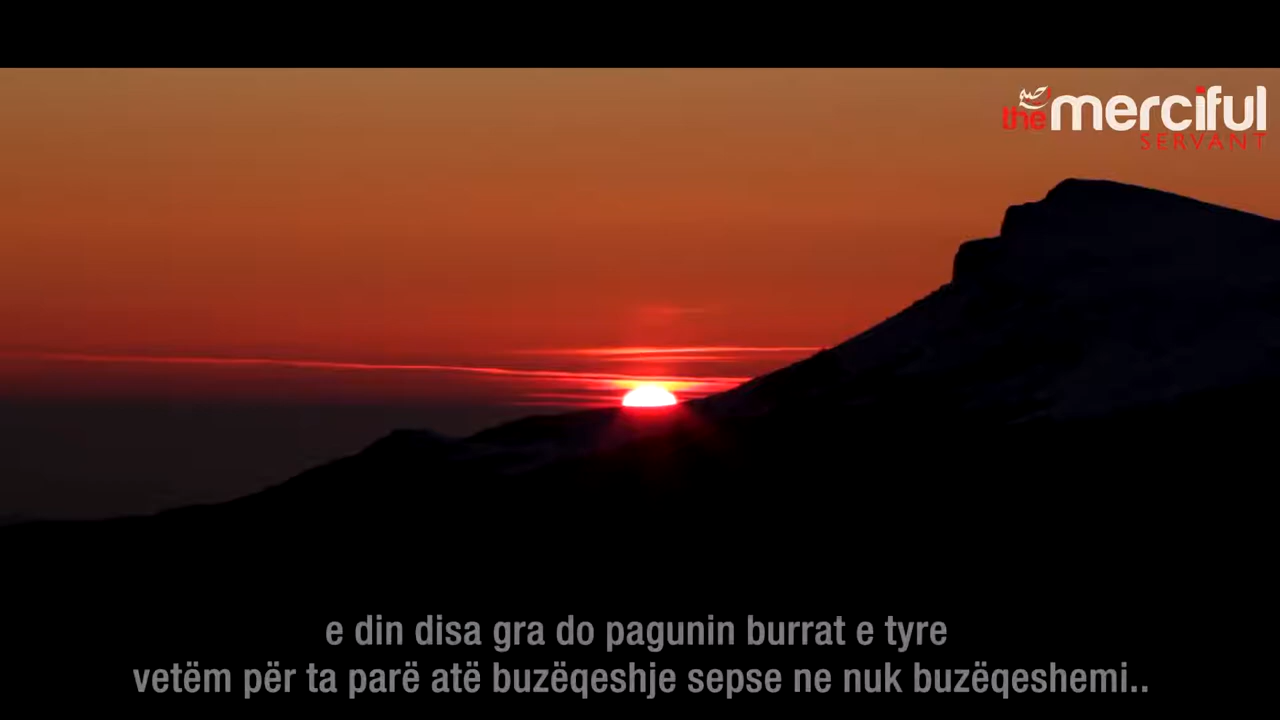 the merciful
SERVANT
e din disa gra do pagunin burrat e tyre
vetëm për ta parë atë buzëqeshje sepse ne nuk buzëqeshemi..